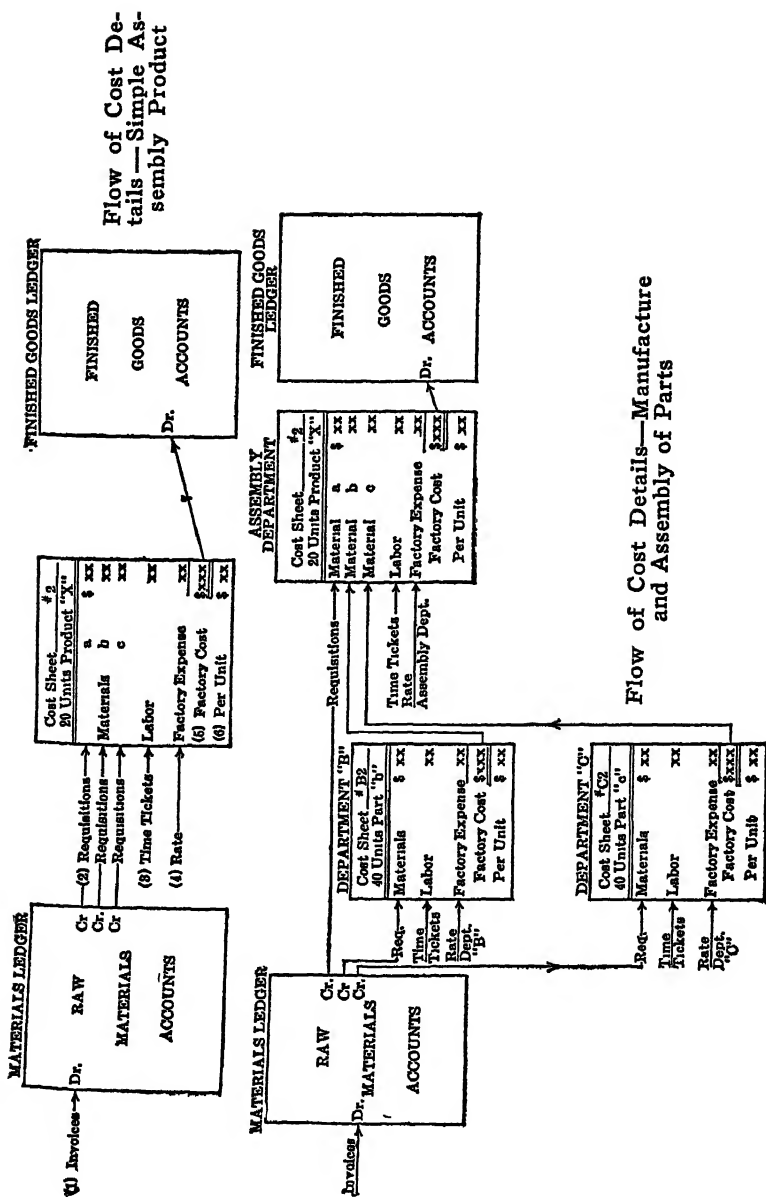 Flow of Cost De-
tails — Simple As-
sembly Product
MATERIALS LEDGER
(1) Invoices
Dr.
RAW
MATERIALS
ACCOUNTS
Cr
Cr.
Cr
(2) Requisitions
Requisitions
Requisitions
(3) Time Tickets
(4) Rate
Cost Sheet #2
20 Units Product "X"
a $ xx
Materials b xx
c xx
Labor xx
Factory Expense xx
(5) Factory Cost $xxx
(6) Per Unit $ xx
FINISHED GOODS LEDGER
FINISHED
GOODS
Dr. ACCOUNTS
MATERIALS LEDGER
Invoices
Dr.
RAW
MATERIALS
ACCOUNTS
Cr.
Cr
Cr.
Requisitions
Req.
Time
Tickets
Rate
Dept.
"B"
DEPARTMENT "B"
Cost Sheet #B2
40 Units Part "b"
Materials $ xx
Labor xx
Factory Expense xx
Factory Cost $xxx
Per Unit $ xx
Req.
Time
Tickets
Rate
Dept.
"C"
DEPARTMENT "C"
Cost Sheet #C2
40 Units Part "c"
Materials $ xx
Labor xx
Factory Expense xx
Factory Cost $xxx
Per Unit $ xx
Time Tickets
Rate
Assembly Dept.
ASSEMBLY
DEPARTMENT
Cost Sheet #2
20 Units Product "X"
Material a $ xx
Material b xx
Material c xx
Labor xx
Factory Expense xx
Factory Cost $xxx
Per Unit $ xx
FINISHED GOODS
LEDGER
FINISHED
GOODS
Dr. ACCOUNTS
Flow of Cost Details—Manufacture
and Assembly of Parts